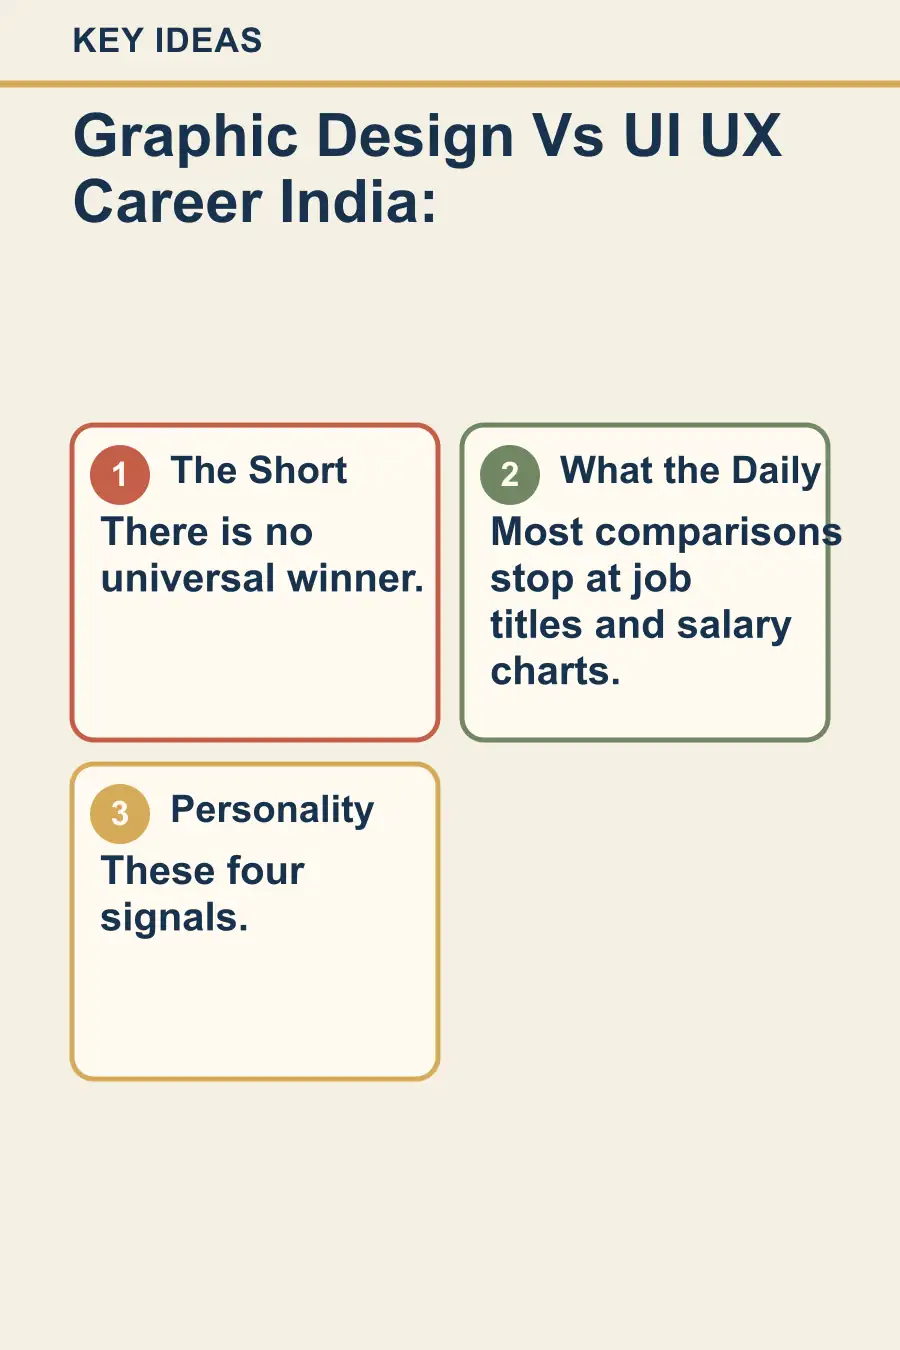 KEY IDEAS
Graphic Design Vs UI UX
Career India:
1 The Short
There is no
universal winner.
2 What the Daily
Most comparisons
stop at job
titles and salary
charts.
3 Personality
These four
signals.